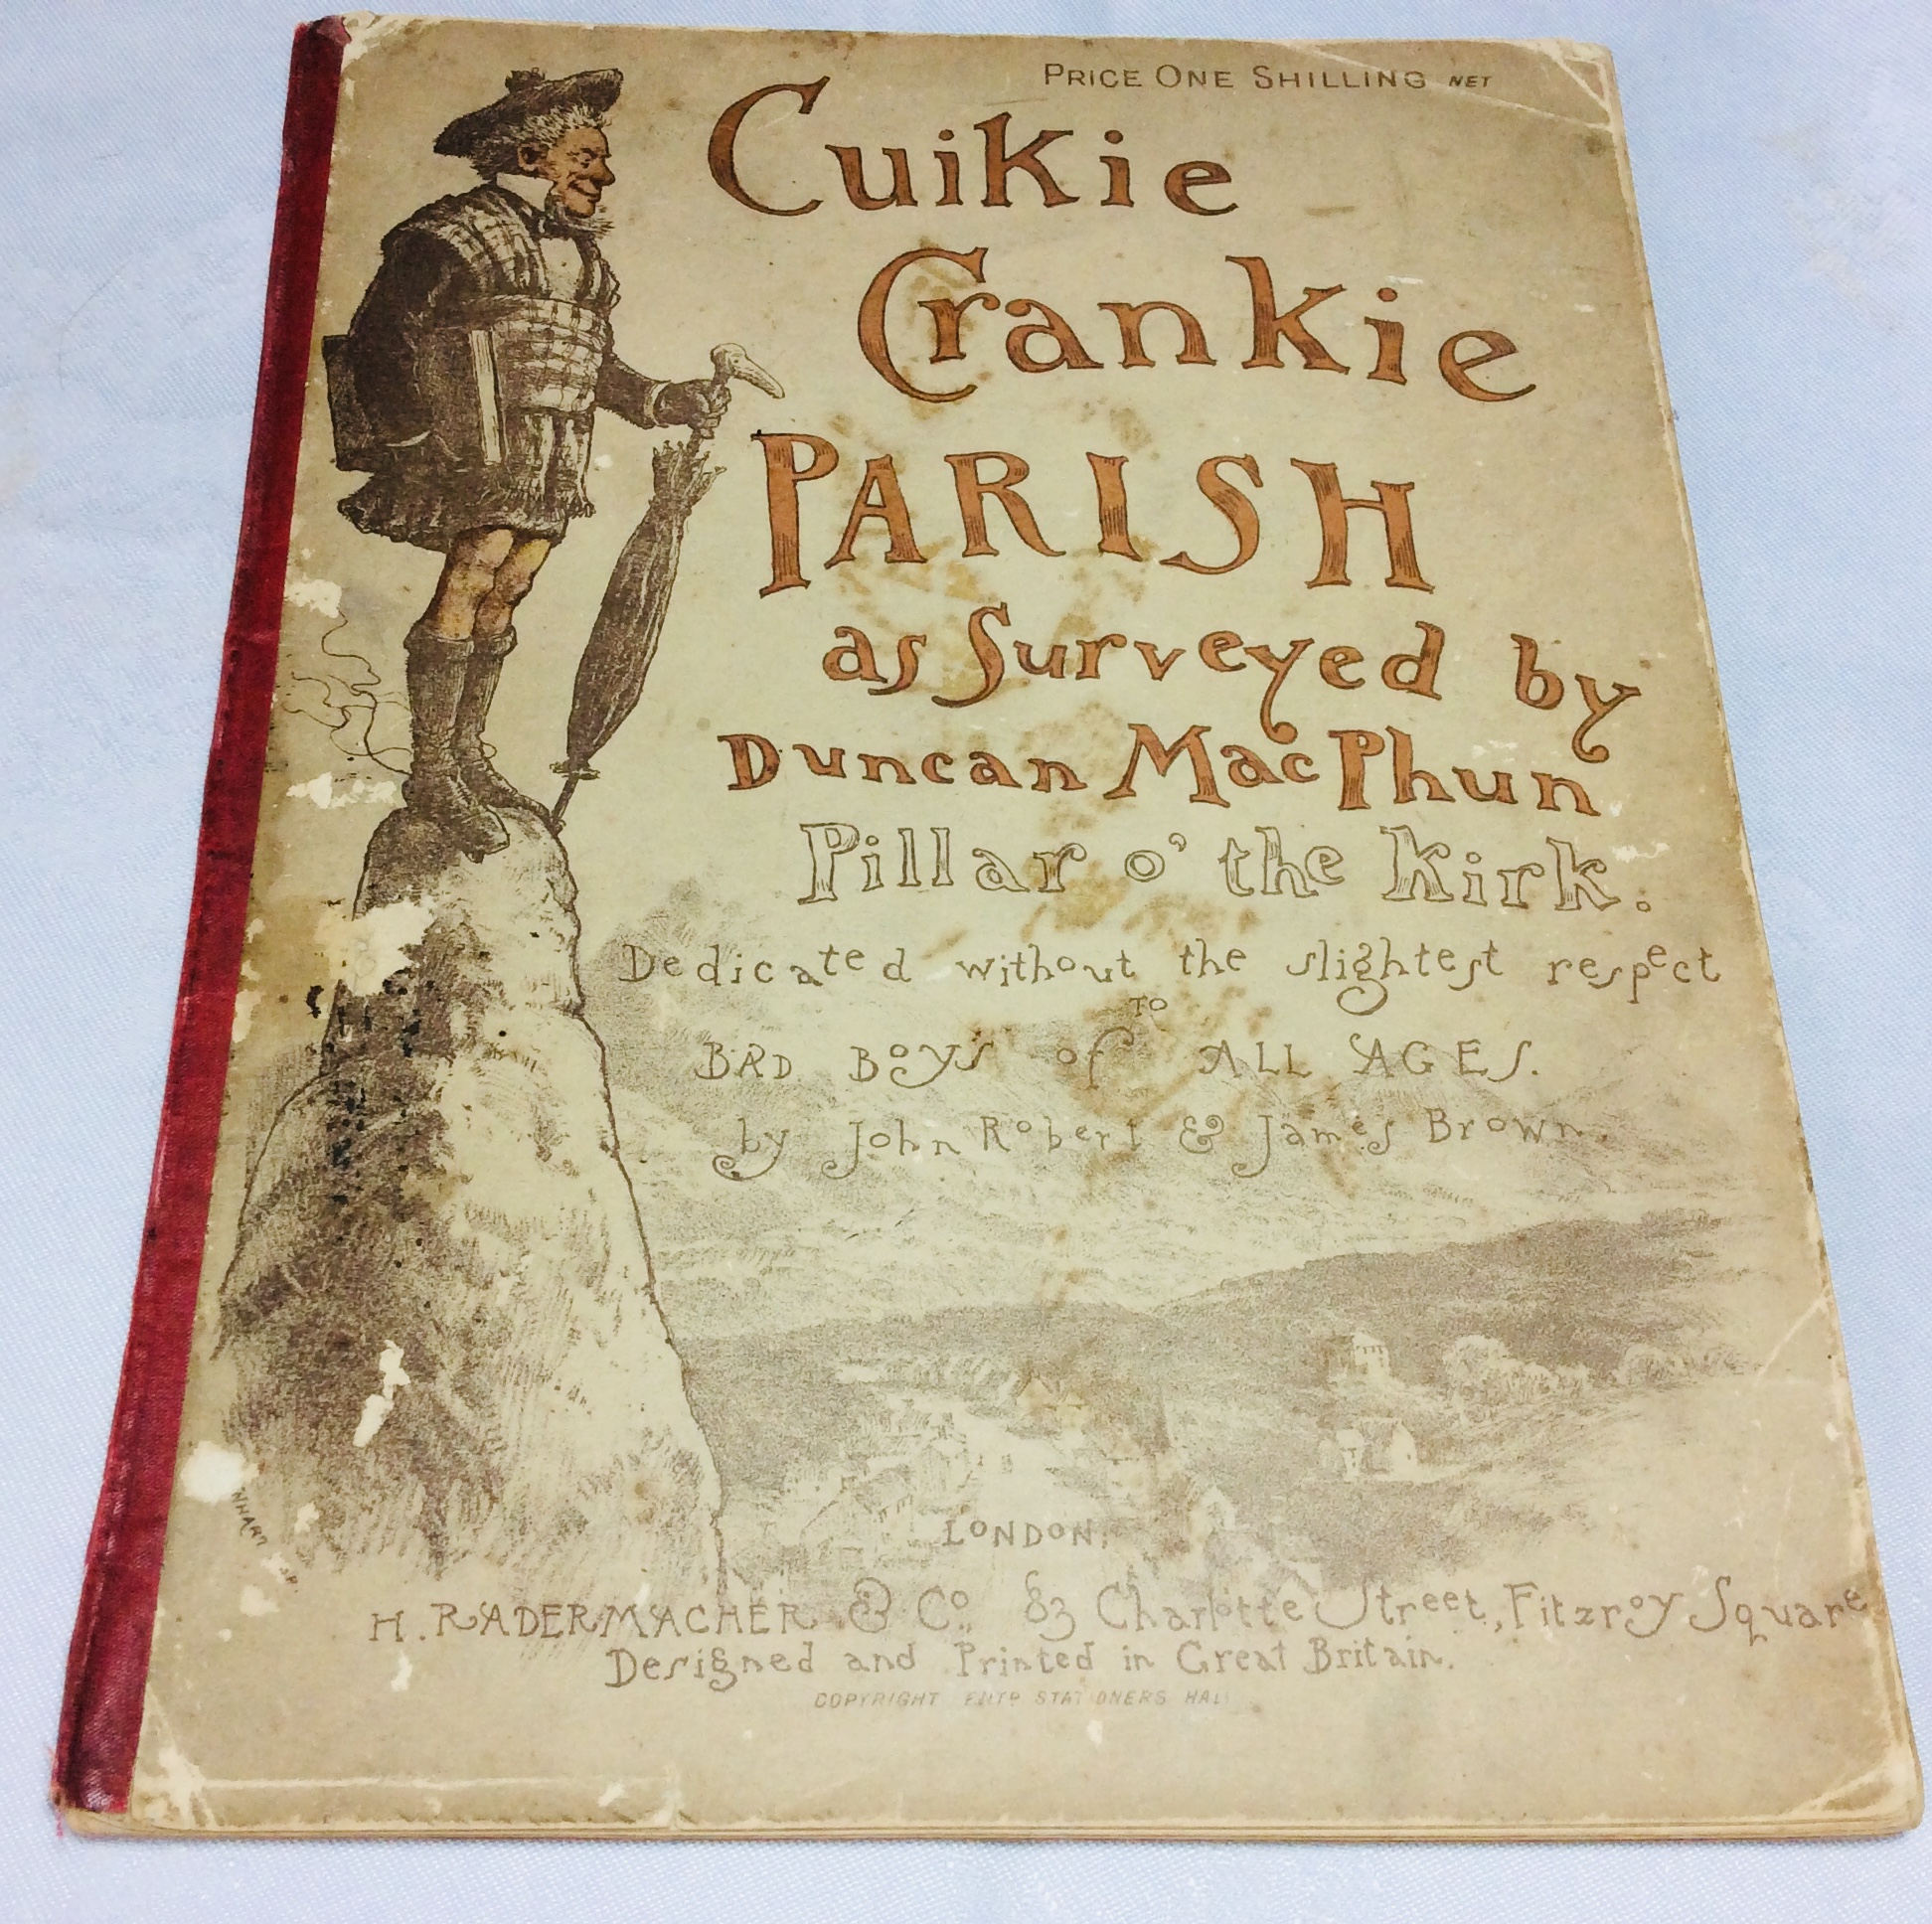 PRICE ONE SHILLING NET
Cuikie
Crankie
PARISH
as Surveyed by
Duncan MacPhun
Pillar o' the Kirk.
Dedicated without the slightest respect
TO
BAD BOYS of ALL AGES.
by John Robert & James Brown.
LONDON,
H. RADERMACHER & Co., 83 Charlotte Street, Fitzroy Square
Designed and Printed in Great Britain.
COPYRIGHT ENTD STATIONERS HALL